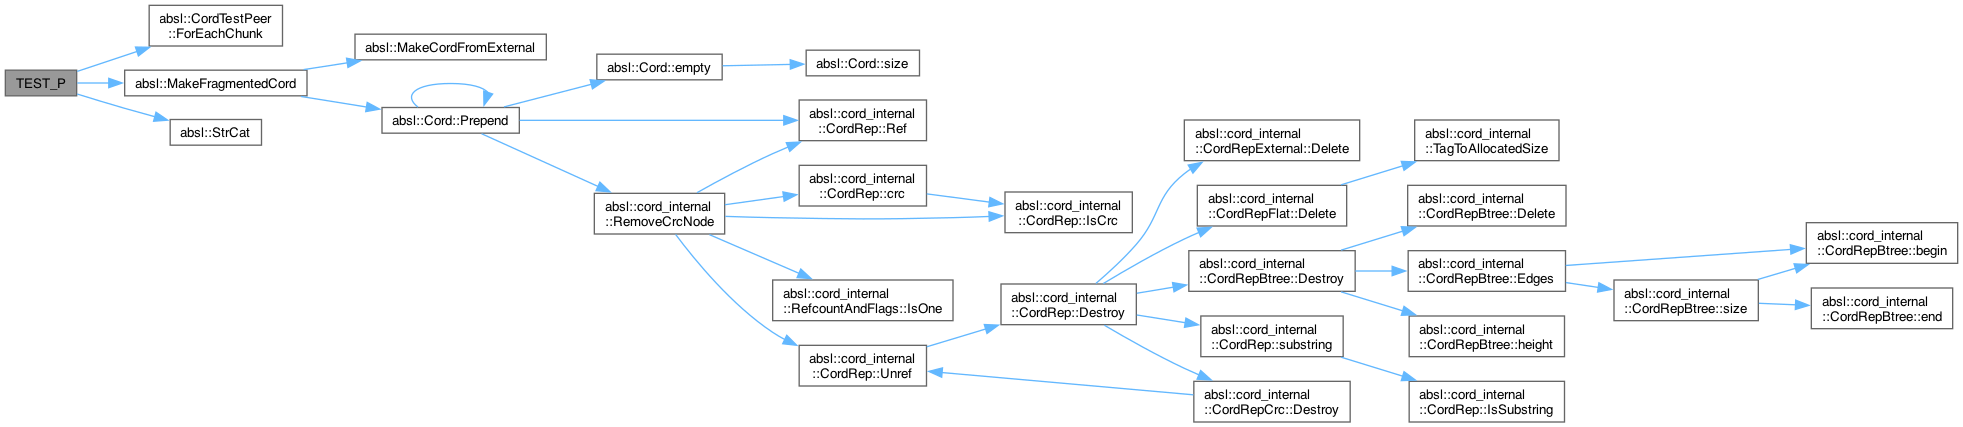 TEST_P
absl::CordTestPeer
::ForEachChunk
absl::MakeFragmentedCord
absl::StrCat
absl::MakeCordFromExternal
absl::Cord::Prepend
absl::Cord::empty
absl::cord_internal
::RemoveCrcNode
absl::Cord::size
absl::cord_internal
::CordRep::Ref
absl::cord_internal
::CordRep::crc
absl::cord_internal
::RefcountAndFlags::IsOne
absl::cord_internal
::CordRep::Unref
absl::cord_internal
::CordRep::IsCrc
absl::cord_internal
::CordRep::Destroy
absl::cord_internal
::CordRepExternal::Delete
absl::cord_internal
::CordRepFlat::Delete
absl::cord_internal
::CordRepBtree::Destroy
absl::cord_internal
::CordRep::substring
absl::cord_internal
::CordRepCrc::Destroy
absl::cord_internal
::TagToAllocatedSize
absl::cord_internal
::CordRepBtree::Delete
absl::cord_internal
::CordRepBtree::Edges
absl::cord_internal
::CordRepBtree::height
absl::cord_internal
::CordRep::IsSubstring
absl::cord_internal
::CordRepBtree::size
absl::cord_internal
::CordRepBtree::begin
absl::cord_internal
::CordRepBtree::end